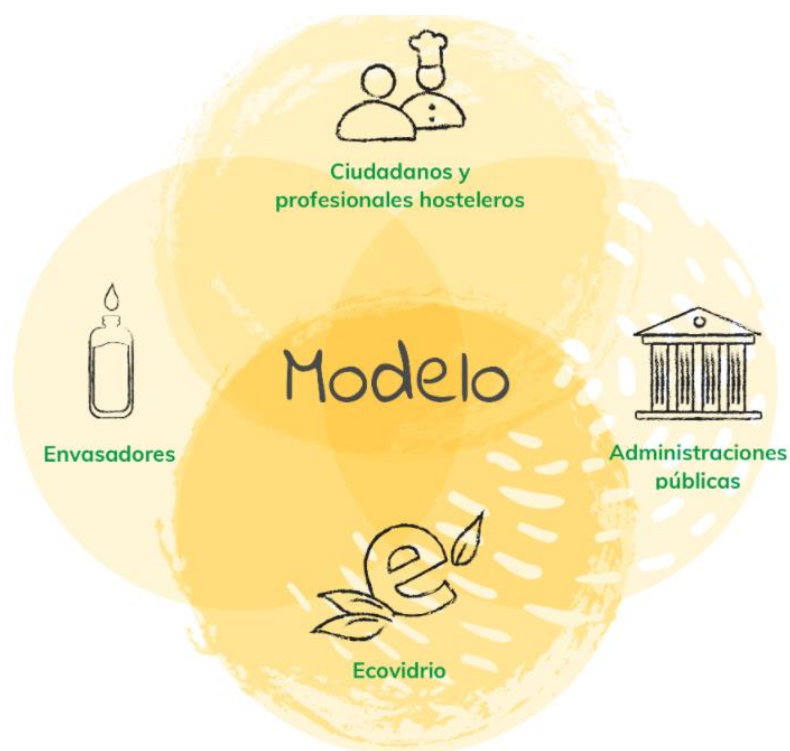 Ciudadanos y
profesionales hosteleros
Modelo
Envasadores
Administraciones
públicas
e
Ecovidrio